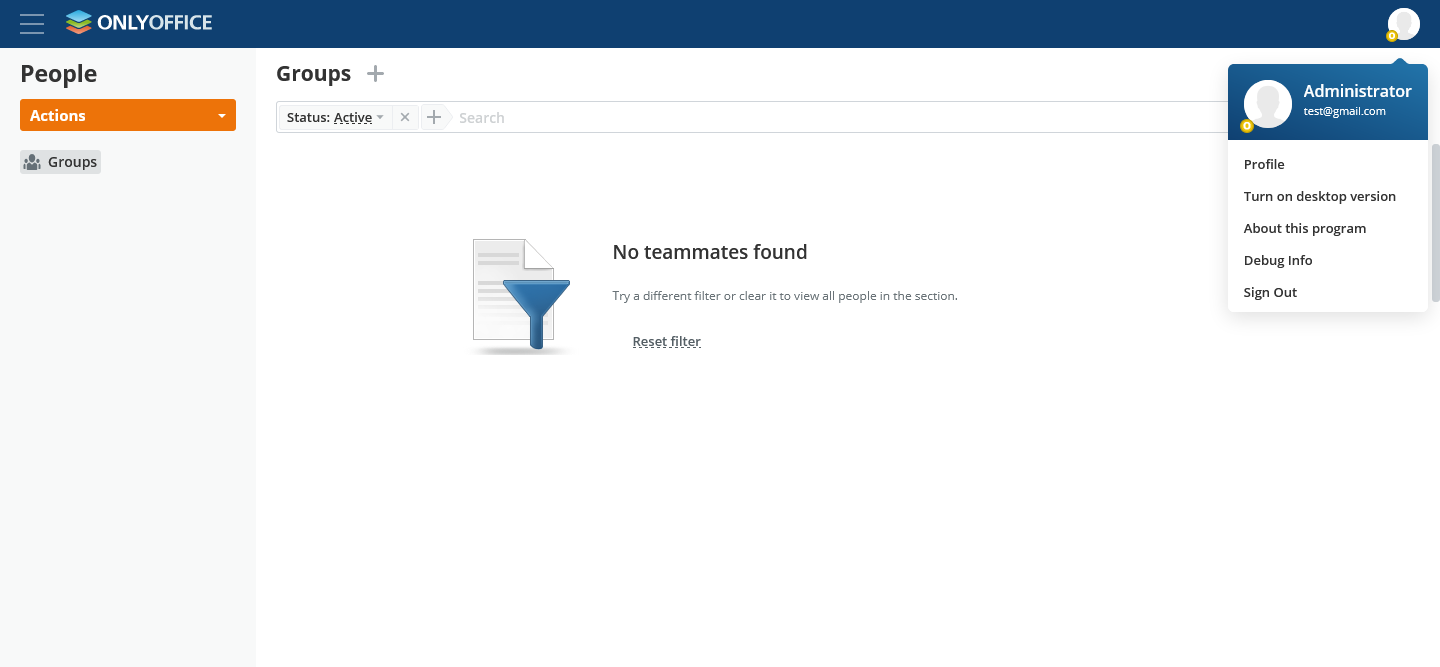 ONLYOFFICE
People
Actions
Groups
Groups
Status: Active
Search
No teammates found
Try a different filter or clear it to view all people in the section.
Reset filter
Administrator
test@gmail.com
Profile
Turn on desktop version
About this program
Debug Info
Sign Out